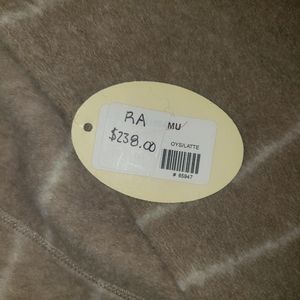 RA
MU
$238.00
OYS/LATTE
# 65947